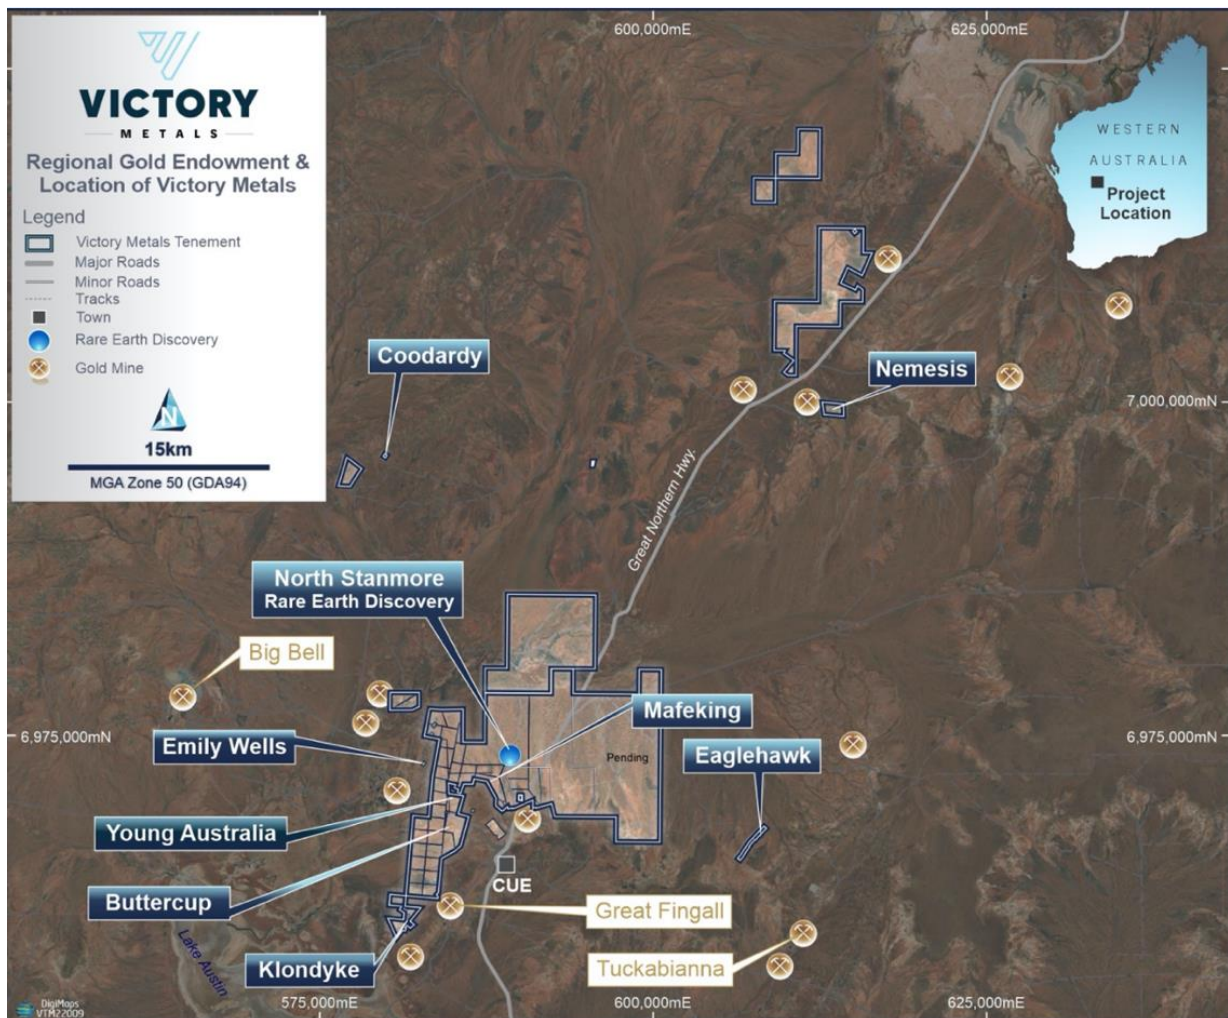 VICTORY
METALS
Regional Gold Endowment &
Location of Victory Metals
Legend
Victory Metals Tenement
Major Roads
Minor Roads
Tracks
Town
Rare Earth Discovery
Gold Mine
N
15km
MGA Zone 50 (GDA94)
600,000mE
625,000mE
WESTERN
AUSTRALIA
Project
Location
Coodardy
Nemesis
7,000,000mN
Great Northern Hwy.
North Stanmore
Rare Earth Discovery
Big Bell
Mafeking
6,975,000mN
Emily Wells
Pending
Eaglehawk
6,975,000mN
Young Australia
CUE
Buttercup
Great Fingall
Lake Austin
Klondyke
Tuckabianna
575,000mE
600,000mE
625,000mE
DigiMaps
VTM22009